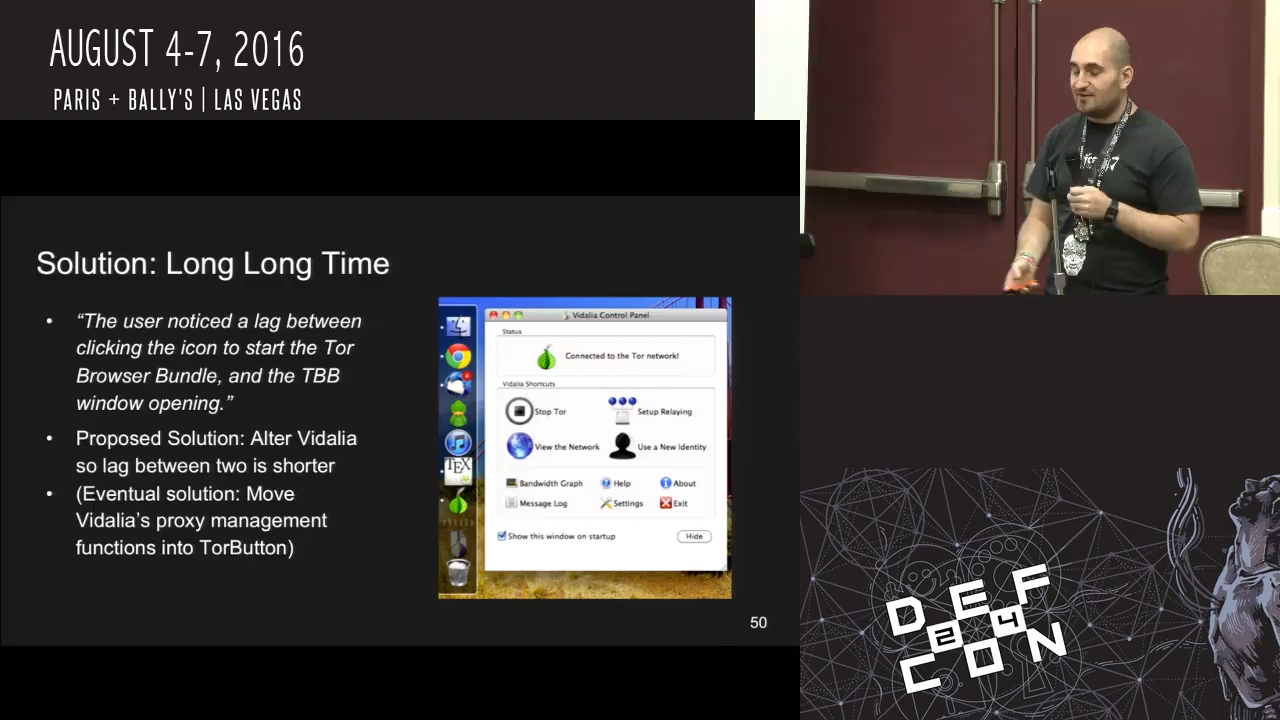 AUGUST 4-7, 2016
PARIS + BALLY'S | LAS VEGAS
Solution: Long Long Time
• “The user noticed a lag between
clicking the icon to start the Tor
Browser Bundle, and the TBB
window opening.”
• Proposed Solution: Alter Vidalia
so lag between two is shorter
• (Eventual solution: Move
Vidalia’s proxy management
functions into TorButton)
Vidalia Control Panel
Status
Connected to the Tor network!
Vidalia Shortcuts
Stop Tor
Setup Relaying
View the Network
Use a New Identity
Bandwidth Graph
Help
About
Message Log
Settings
Exit
Show this window on startup
Hide
TEX
50
DEF
24
CON